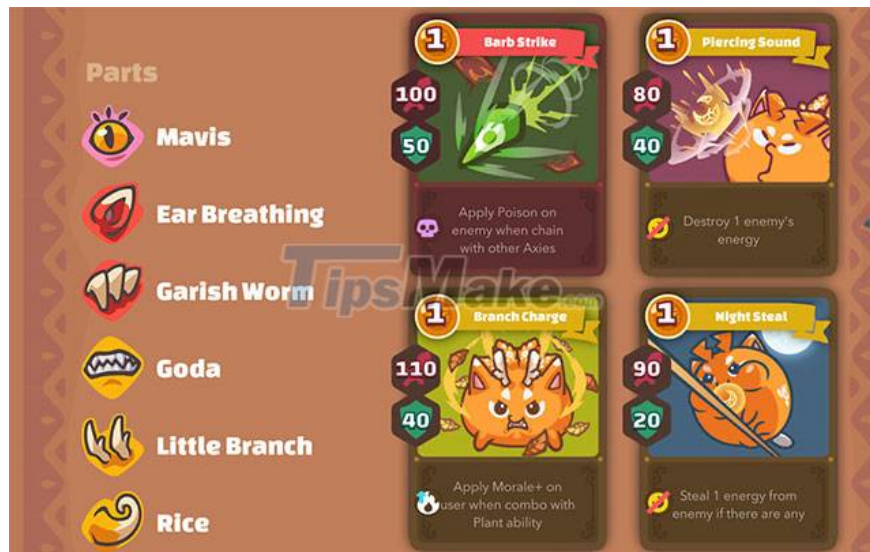 Parts
Mavis
Ear Breathing
Garish Worm
Goda
Little Branch
Rice
1
Barb Strike
100
50
Apply Poison on
enemy when chain
with other Axies
1
Piercing Sound
80
40
Destroy 1 enemy's
energy
1
Branch Charge
110
40
Apply Morale+ on
user when combo with
Plant ability
1
Night Steal
90
20
Steal 1 energy from
enemy if there are any
TipsMake.com